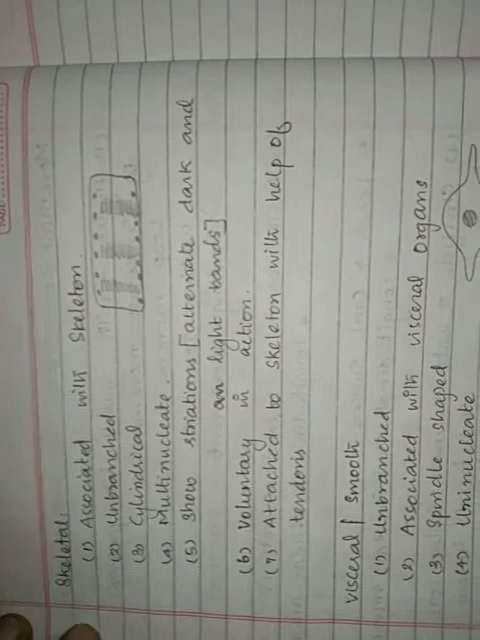 PAGE
Skeletal:
(1) Associated with Skeleton.
(2) Unbranched
(3) Cylindrical
(4) Multinucleate.
(5) Show striations [alternate dark and
an light bands]
(6) Voluntary in action.
(7) Attached to skeleton with help of
tendons
Visceral / smooth
(1) Unbranched
(2) Associated with visceral organs
(3) Spindle shaped
(4) Uninucleate